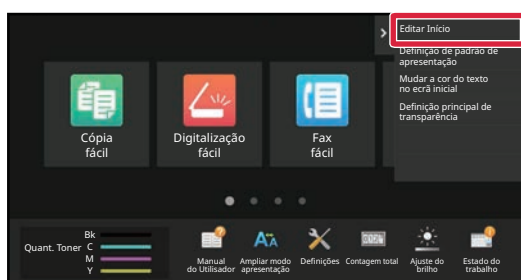 Editar Início
Definição de padrão de
apresentação
Mudar a cor do texto
no ecrã inicial
Definição principal de
transparência
Cópia
fácil
Digitalização
fácil
Fax
fácil
Quant. Toner
Bk
C
M
Y
Manual
do Utilisador
Ampliar modo
apresentação
Definições
Contagem total
Ajuste do
brilho
Estado do
trabalho